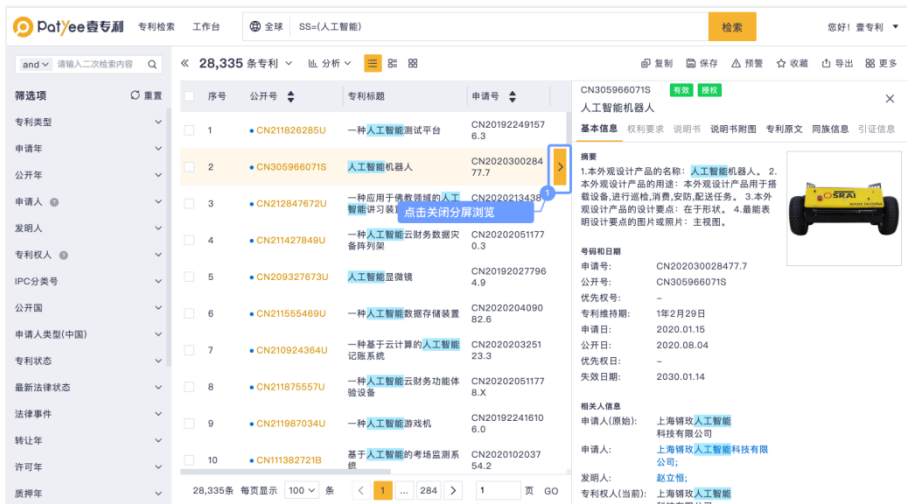 Patyee壹专利 专利检索 工作台 全球 SS=(人工智能) 检索 您好! 壹专利
and 请输入二次检索内容
28,335 条专利 分析 复制 保存 预警 收藏 导出 更多
筛选项 重置
专利类型
申请年
公开年
申请人
发明人
专利权人
IPC分类号
公开国
申请人类型(中国)
专利状态
最新法律状态
法律事件
转让年
许可年
质押年
序号 公开号 专利标题 申请号
1 CN211826285U 一种人工智能测试平台 CN20192249157
6.3
2 CN305966071S 人工智能机器人 CN2020300284
77.7
3 CN212847672U 一种应用于佛教领域的人工 CN2020213438
智能讲习装
点击关闭分屏浏览
1
4 CN211427849U 一种人工智能云财务数据灾 CN20202051177
备阵列架 0.3
5 CN209327673U 人工智能显微镜 CN20192027796
4.9
6 CN211555469U 一种人工智能数据存储装置 CN2020204090
82.6
7 CN210924364U 一种基于云计算的人工智能 CN2020203251
记账系统 23.3
8 CN211875557U 一种人工智能云财务功能体 CN20202051177
验设备 8.X
9 CN211987034U 一种人工智能游戏机 CN20192241610
6.0
10 CN111382721B 基于人工智能的考场监测系 CN2020102037
统 54.2
28,335条 每页显示 100 条 1 ... 284 1 页 GO
CN305966071S 有效 授权
人工智能机器人
基本信息 权利要求 说明书 说明书附图 专利原文 同族信息 引证信息
摘要
1.本外观设计产品的名称:人工智能机器人。 2.
本外观设计产品的用途:本外观设计产品用于搭
载设备,进行巡检,消费,安防,配送任务。 3.本外
观设计产品的设计要点:在于形状。 4.最能表
明设计要点的图片或照片:主视图。
OSRAI
号码和日期
申请号: CN202030028477.7
公开号: CN305966071S
优先权号: –
专利维持期: 1年2月29日
申请日: 2020.01.15
公开日: 2020.08.04
优先权日: –
失效日期: 2030.01.14
相关人信息
申请人(原始): 上海锵玫人工智能
科技有限公司
申请人: 上海锵玫人工智能科技有限
公司;
发明人: 赵立恒;
专利权人(当前): 上海锵玫人工智能